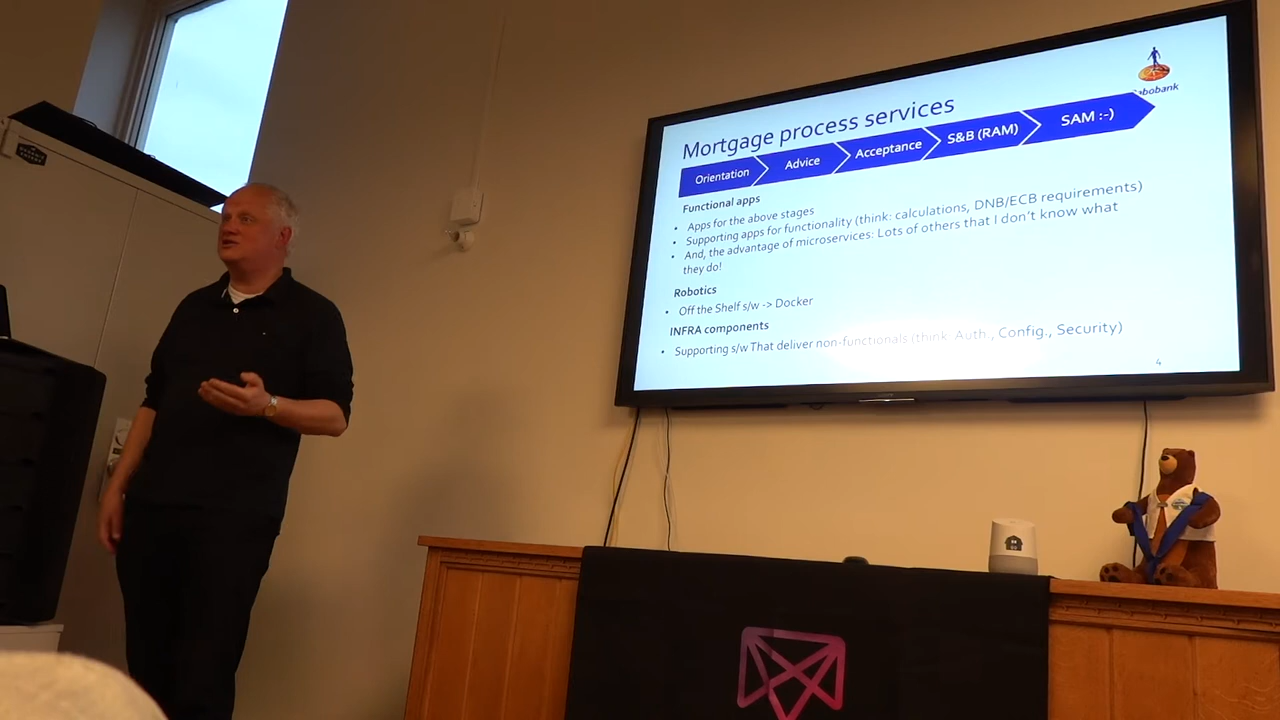 Rabobank
Mortgage process services
Orientation
Advice
Acceptance
S&B (RAM)
SAM :-)
Functional apps
• Apps for the above stages
• Supporting apps for functionality (think: calculations, DNB/ECB requirements)
• And, the advantage of microservices: Lots of others that I don't know what
they do!
Robotics
• Off the Shelf s/w -> Docker
INFRA components
• Supporting s/w That deliver non-functionals (think: Auth., Config., Security)
4